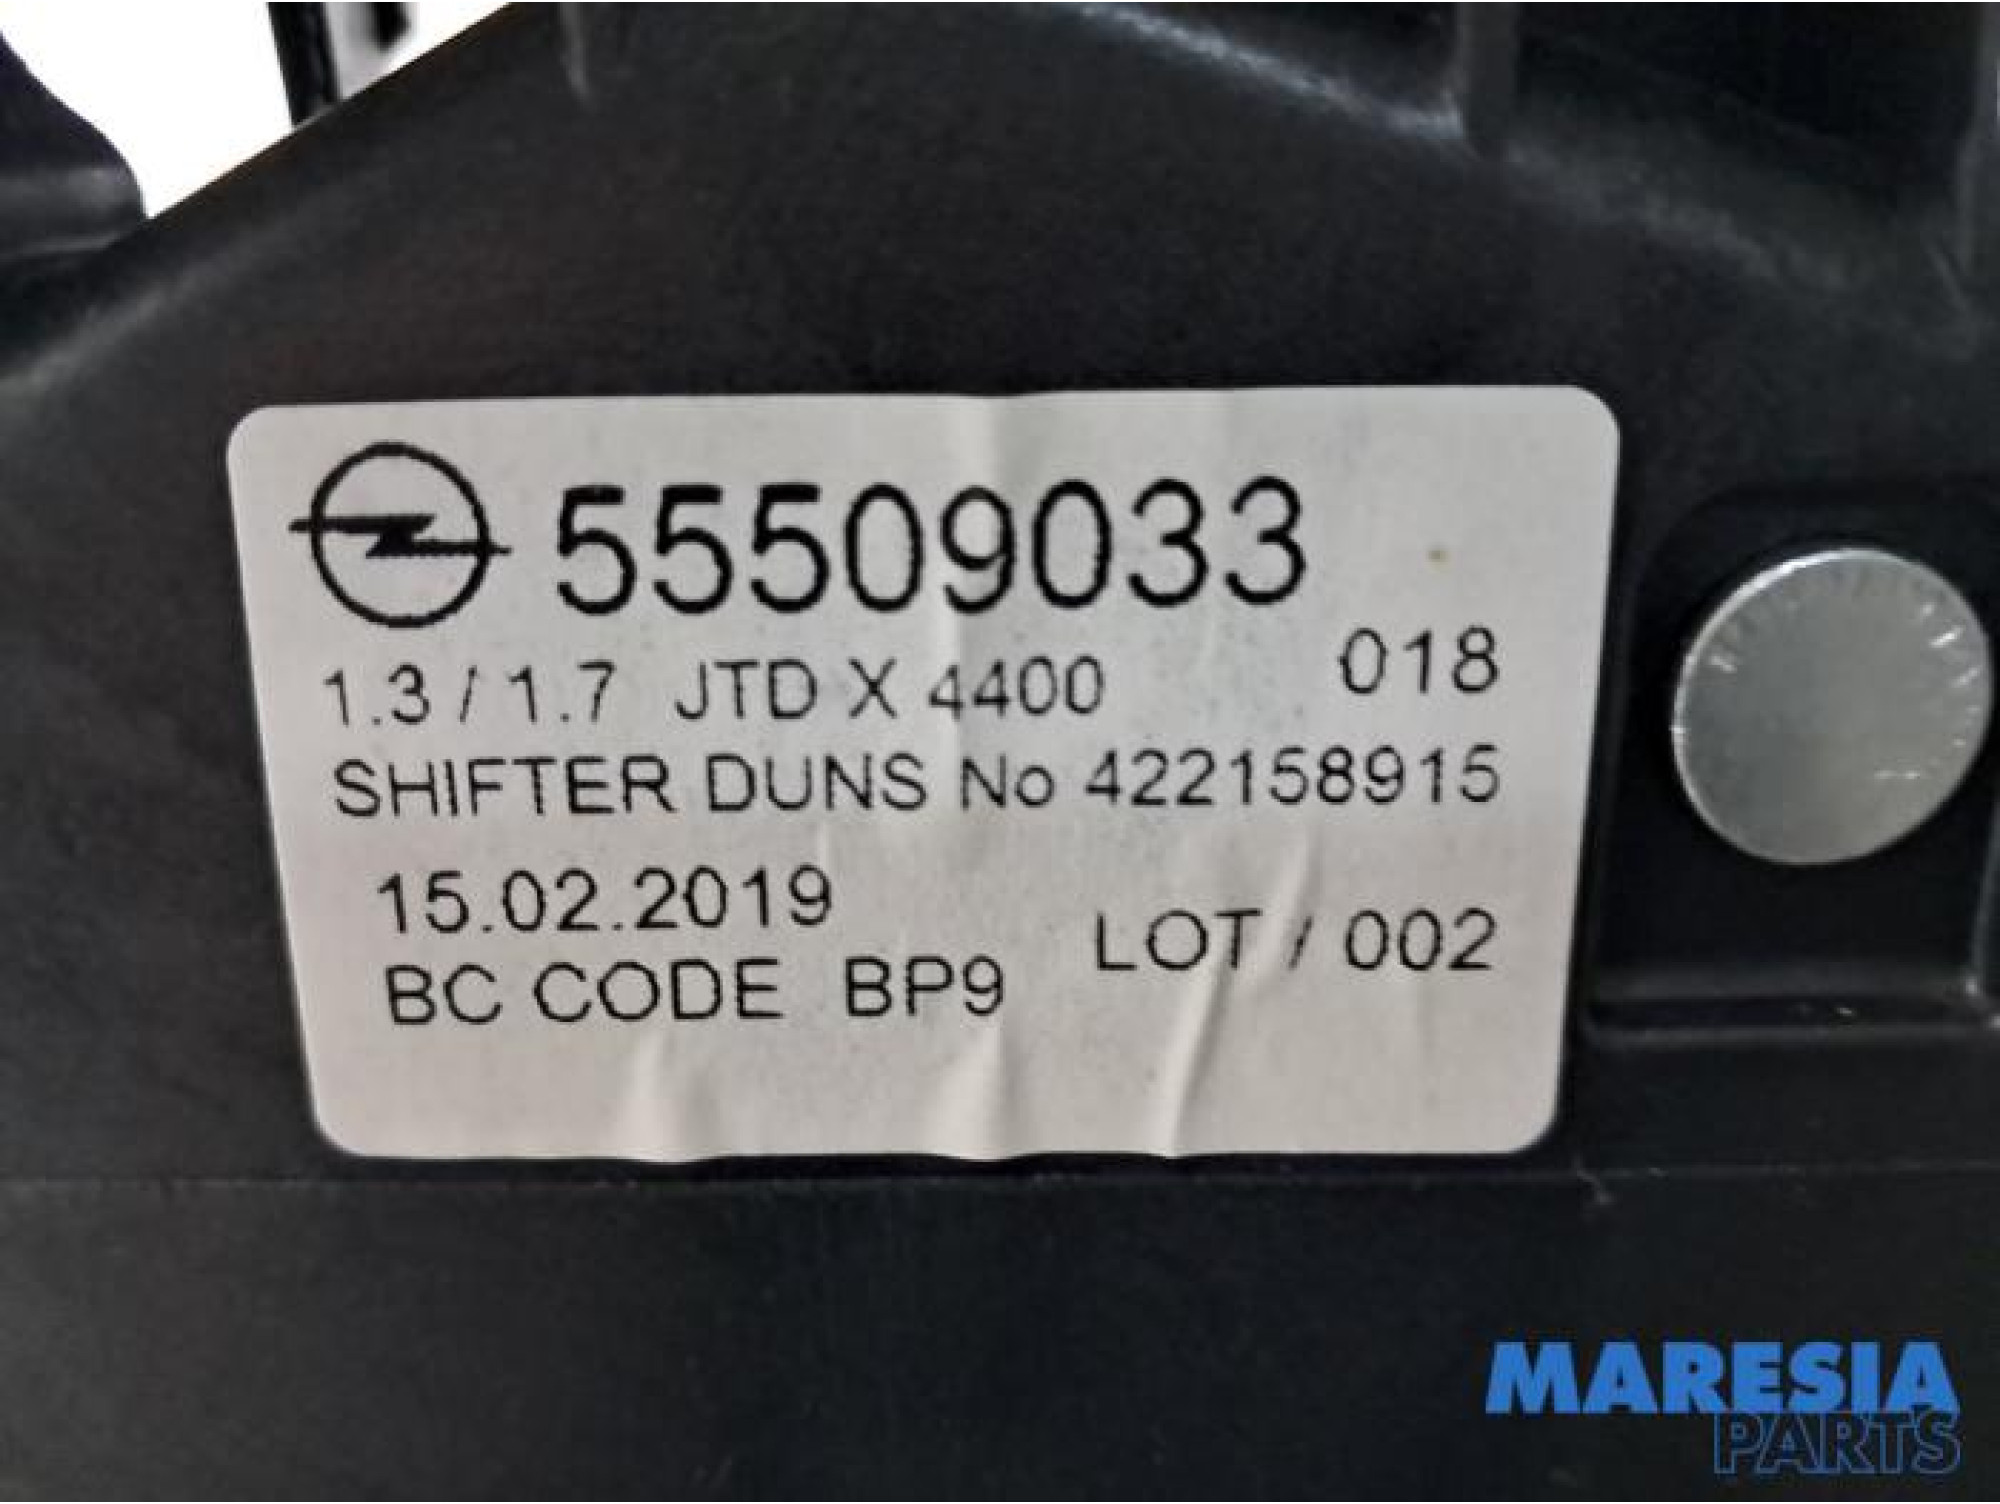 55509033
1.3 / 1.7 JTD X 4400 018
SHIFTER DUNS No 422158915
15.02.2019
LOT / 002
BC CODE BP9
MARESIA
PARTS